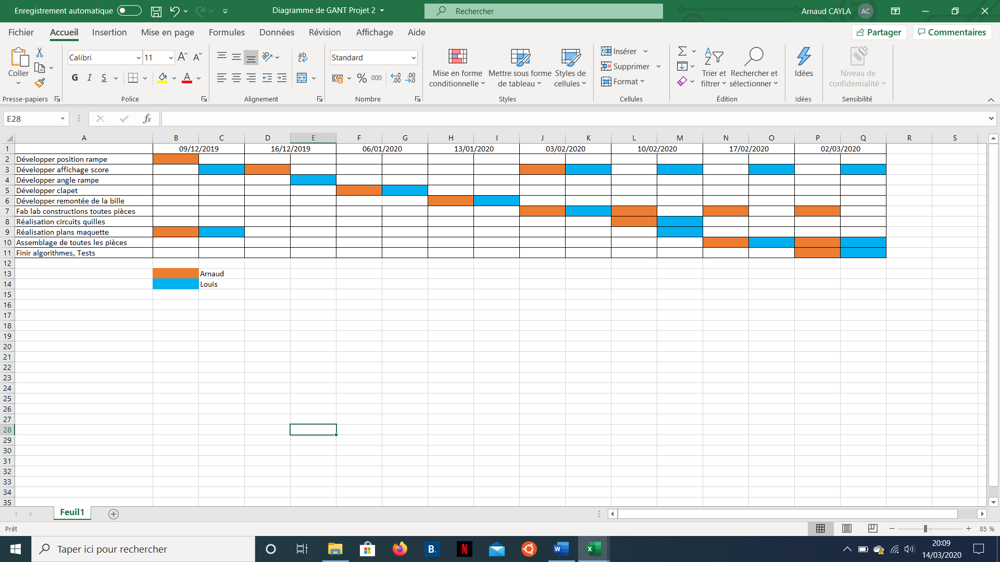 Enregistrement automatique
Diagramme de GANT Projet 2
Rechercher
Arnaud CAYLA AC
Fichier Accueil Insertion Mise en page Formules Données Révision Affichage Aide
Partager Commentaires
Calibri 11
Standard
Coller
G I S
Mise en forme conditionnelle
Mettre sous forme de tableau
Styles de cellules
Insérer
Supprimer
Format
Trier et filtrer
Rechercher et sélectionner
Idées
Niveau de confidentialité
Presse-papiers Police Alignement Nombre Styles Cellules Édition Idées Sensibilité
E28 fx
A B C D E F G H I J K L M N O P Q R S
1 09/12/2019 16/12/2019 06/01/2020 13/01/2020 03/02/2020 10/02/2020 17/02/2020 02/03/2020
2 Développer position rampe
3 Développer affichage score
4 Développer angle rampe
5 Développer clapet
6 Développer remontée de la bille
7 Fab lab constructions toutes pièces
8 Réalisation circuits quilles
9 Réalisation plans maquette
10 Assemblage de toutes les pièces
11 Finir algorithmes, Tests
12
13 Arnaud
14 Louis
15
16
17
18
19
20
21
22
23
24
25
26
27
28
29
30
31
32
33
34
35
Feuil1
Prêt
85 %
Taper ici pour rechercher
20:09
14/03/2020